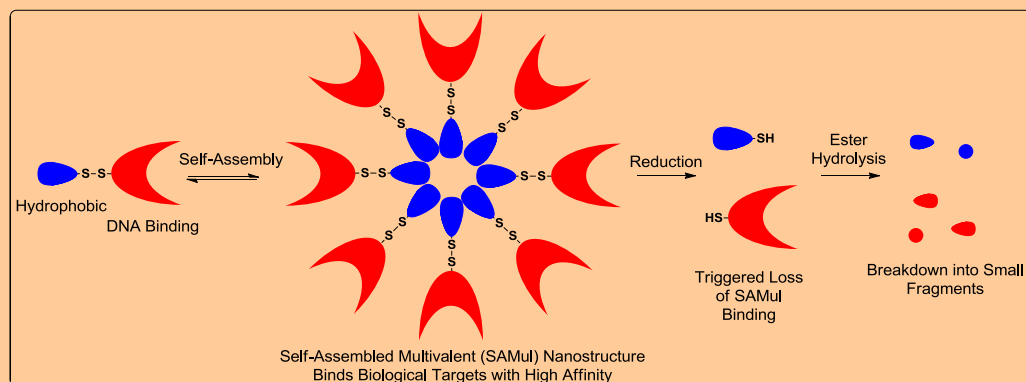 Hydrophobic
S-S
DNA Binding
Self-Assembly
S-S
S-S
S-S
S-S
S-S
S-S
S-S
S-S
Self-Assembled Multivalent (SAMul) Nanostructure
Binds Biological Targets with High Affinity
Reduction
SH
HS
Triggered Loss
of SAMul
Binding
Ester
Hydrolysis
Breakdown into Small
Fragments